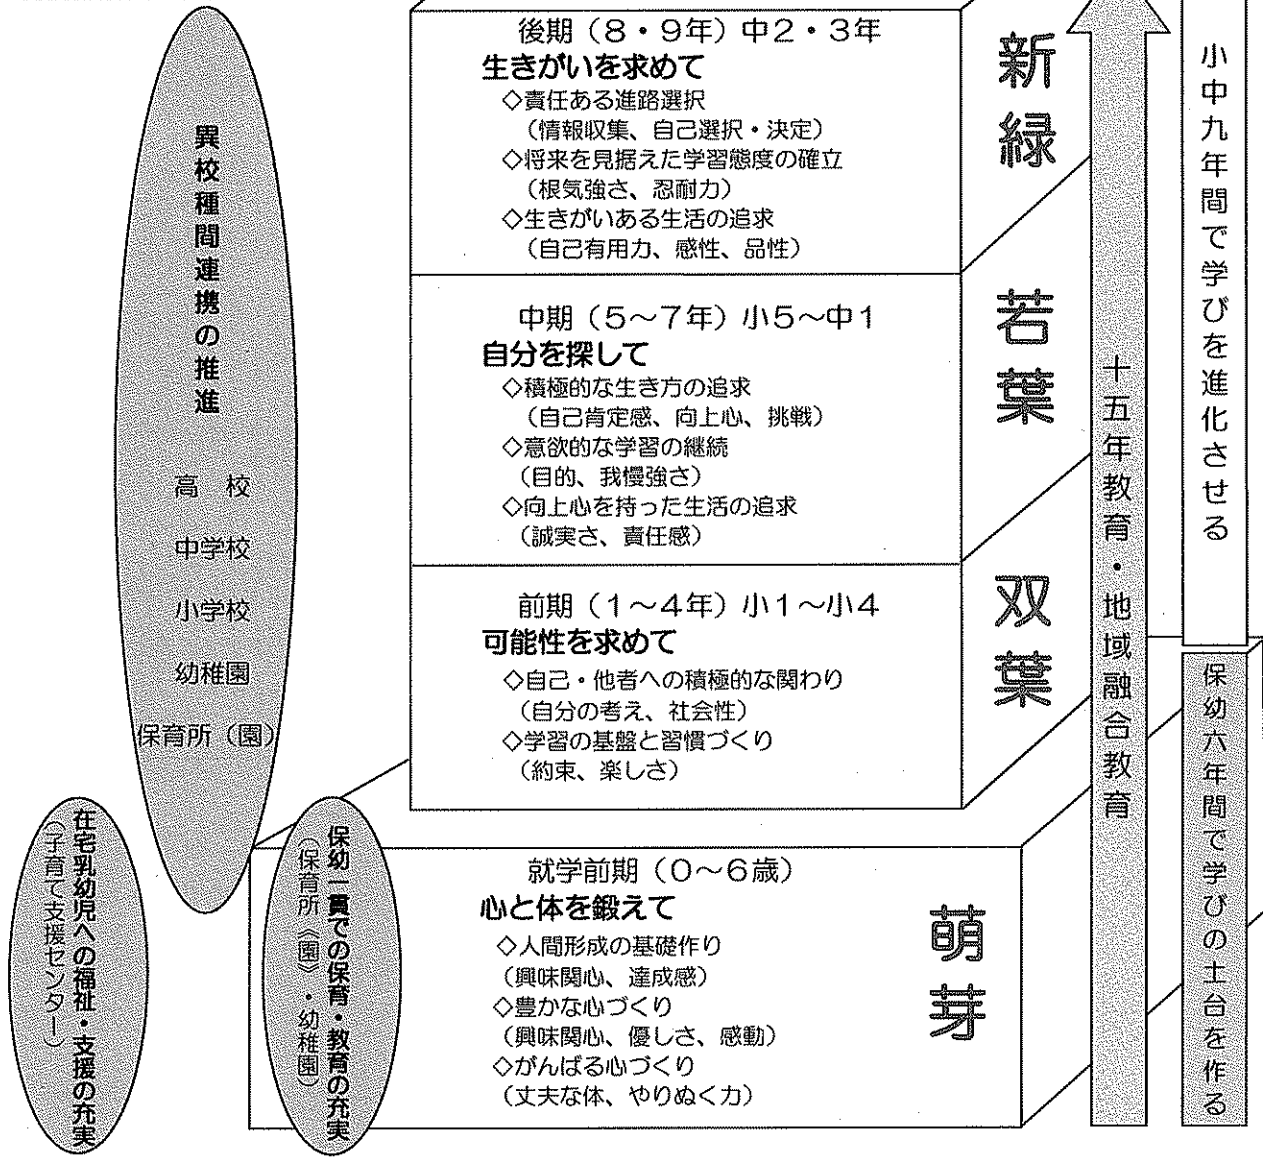 異校種間連携の推進
高　校
中学校
小学校
幼稚園
保育所（園）
在宅乳幼児への福祉・支援の充実
（子育て支援センター）
保幼一貫での保育・教育の充実
（保育所《園》・幼稚園）
後期（８・９年）中２・３年
生きがいを求めて
◇責任ある進路選択
（情報収集、自己選択・決定）
◇将来を見据えた学習態度の確立
（根気強さ、忍耐力）
◇生きがいある生活の追求
（自己有用力、感性、品性）
新緑
中期（５～７年）小５～中１
自分を探して
◇積極的な生き方の追求
（自己肯定感、向上心、挑戦）
◇意欲的な学習の継続
（目的、我慢強さ）
◇向上心を持った生活の追求
（誠実さ、責任感）
若葉
前期（１～４年）小１～小４
可能性を求めて
◇自己・他者への積極的な関わり
（自分の考え、社会性）
◇学習の基盤と習慣づくり
（約束、楽しさ）
双葉
就学前期（０～６歳）
心と体を鍛えて
◇人間形成の基礎作り
（興味関心、達成感）
◇豊かな心づくり
（興味関心、優しさ、感動）
◇がんばる心づくり
（丈夫な体、やりぬく力）
萌芽
十五年教育・地域融合教育
小中九年間で学びを進化させる
保幼六年間で学びの土台を作る